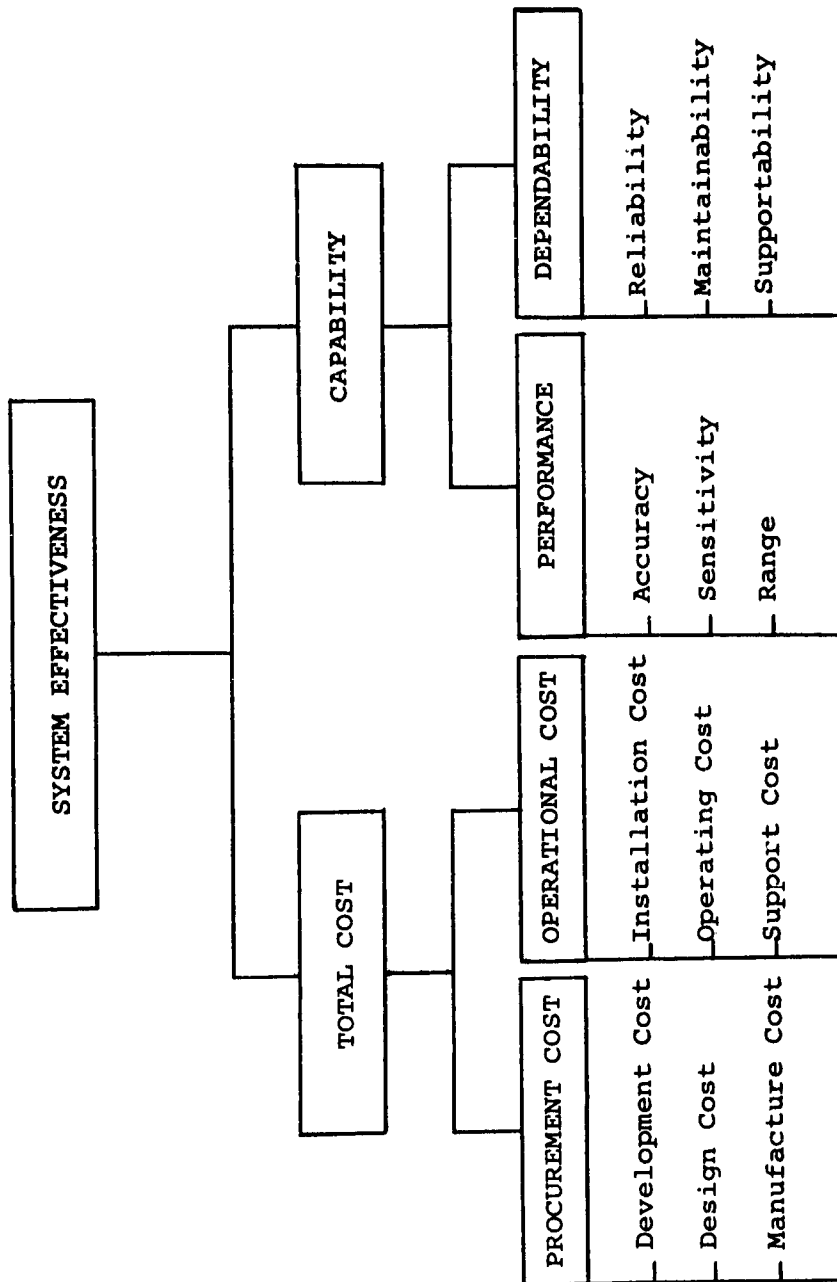 SYSTEM EFFECTIVENESS
TOTAL COST
CAPABILITY
PROCUREMENT COST
Development Cost
Design Cost
Manufacture Cost
OPERATIONAL COST
Installation Cost
Operating Cost
Support Cost
PERFORMANCE
Accuracy
Sensitivity
Range
DEPENDABILITY
Reliability
Maintainability
Supportability